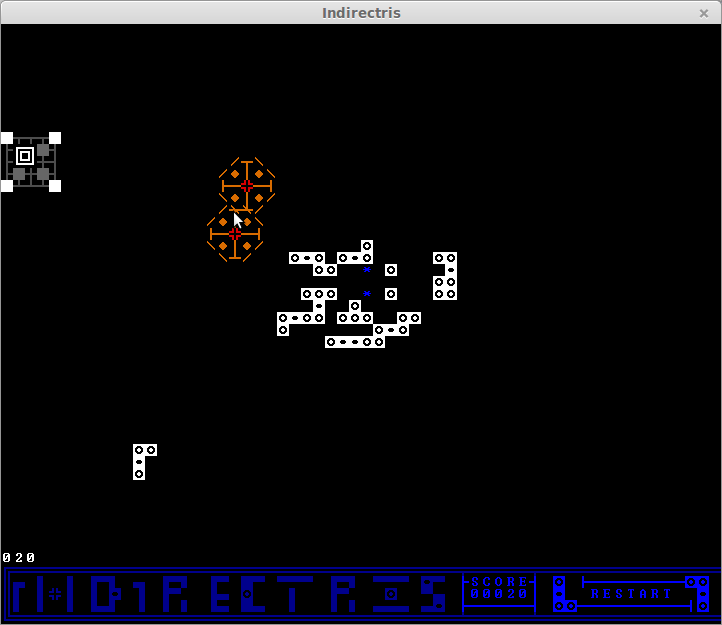 Indirectris
020
INDIRECTRIS
SCORE
00020
RESTART